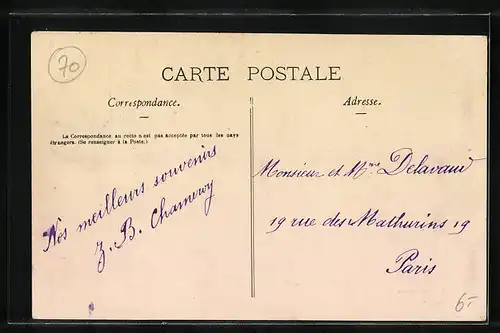 70
CARTE POSTALE
Correspondance.
Adresse.
La Correspondance au recto n'est pas acceptée par tous les pays
étrangers. (Se renseigner à la Poste.)
Nos meilleurs souvenirs
J. B. Chameroy
Monsieur et Mme Delavaud
19 rue des Mathurins 19
Paris
6-